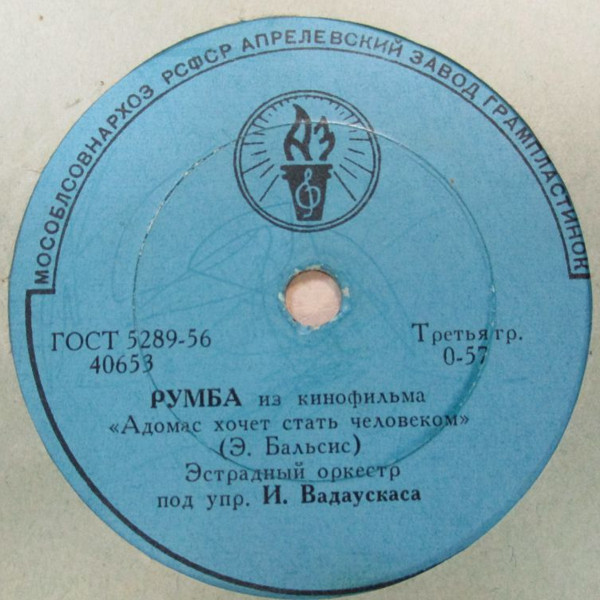 МОСОБЛСОВНАРХОЗ РСФСР АПРЕЛЕВСКИЙ ЗАВОД ГРАМПЛАСТИНОК
АЗ
ГОСТ 5289-56
40653
Третья гр.
0-57
РУМБА из кинофильма
«Адомас хочет стать человеком»
(Э. Бальсис)
Эстрадный оркестр
под упр. И. Вадаускаса